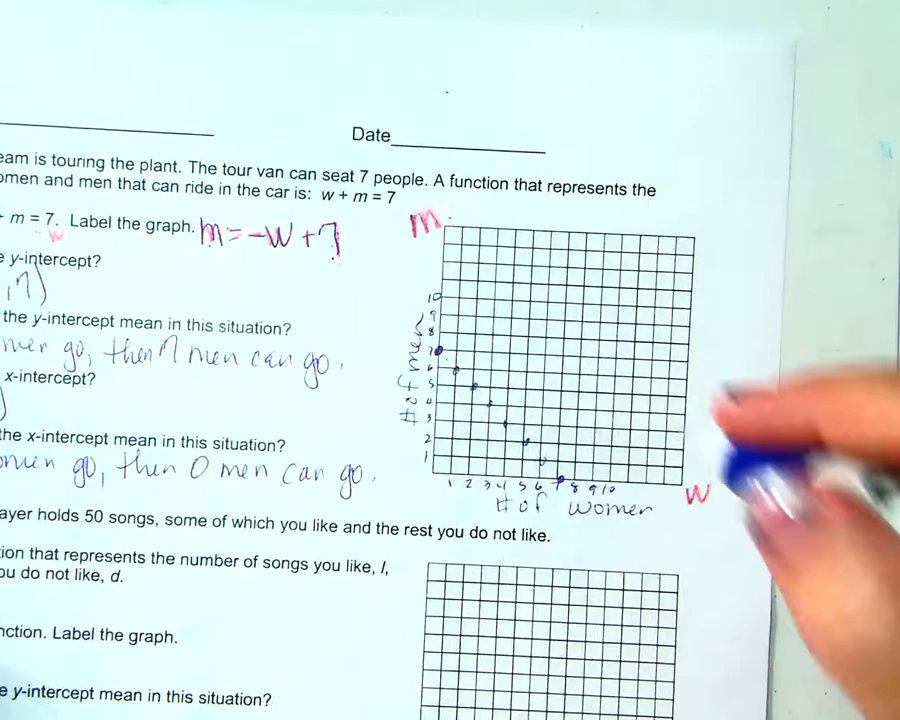 Date
eam is touring the plant. The tour van can seat 7 people. A function that represents the
omen and men that can ride in the car is: w + m = 7
+ m = 7. Label the graph. m = -w + 7
- w
e y-intercept?
, 7)
the y-intercept mean in this situation?
men go, then 7 men can go.
x-intercept?
)
the x-intercept mean in this situation?
omen go, then 0 men can go.
m
10
9
8
7
6
5
4
3
2
1
# of men
1 2 3 4 5 6 7 8 9 10
# of women
w
ayer holds 50 songs, some of which you like and the rest you do not like.
tion that represents the number of songs you like, l,
ou do not like, d.
nction. Label the graph.
e y-intercept mean in this situation?